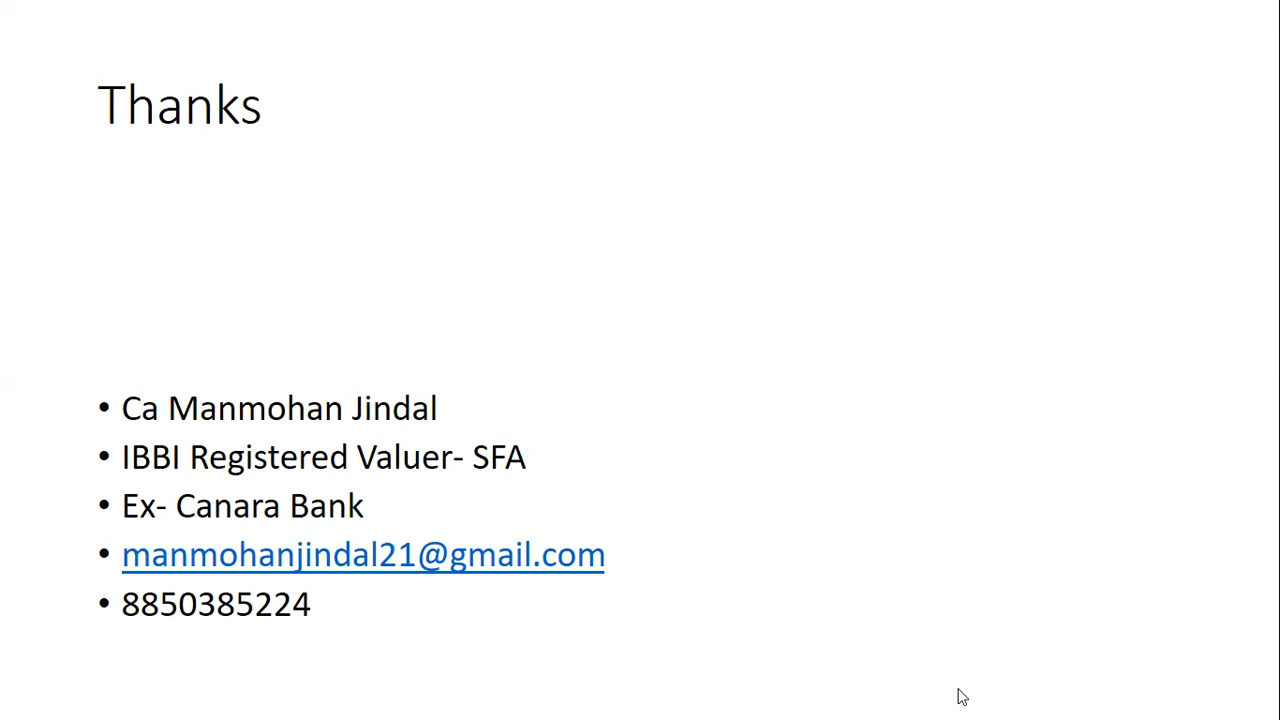 Thanks
• Ca Manmohan Jindal
• IBBI Registered Valuer- SFA
• Ex- Canara Bank
• manmohanjindal21@gmail.com
• 8850385224